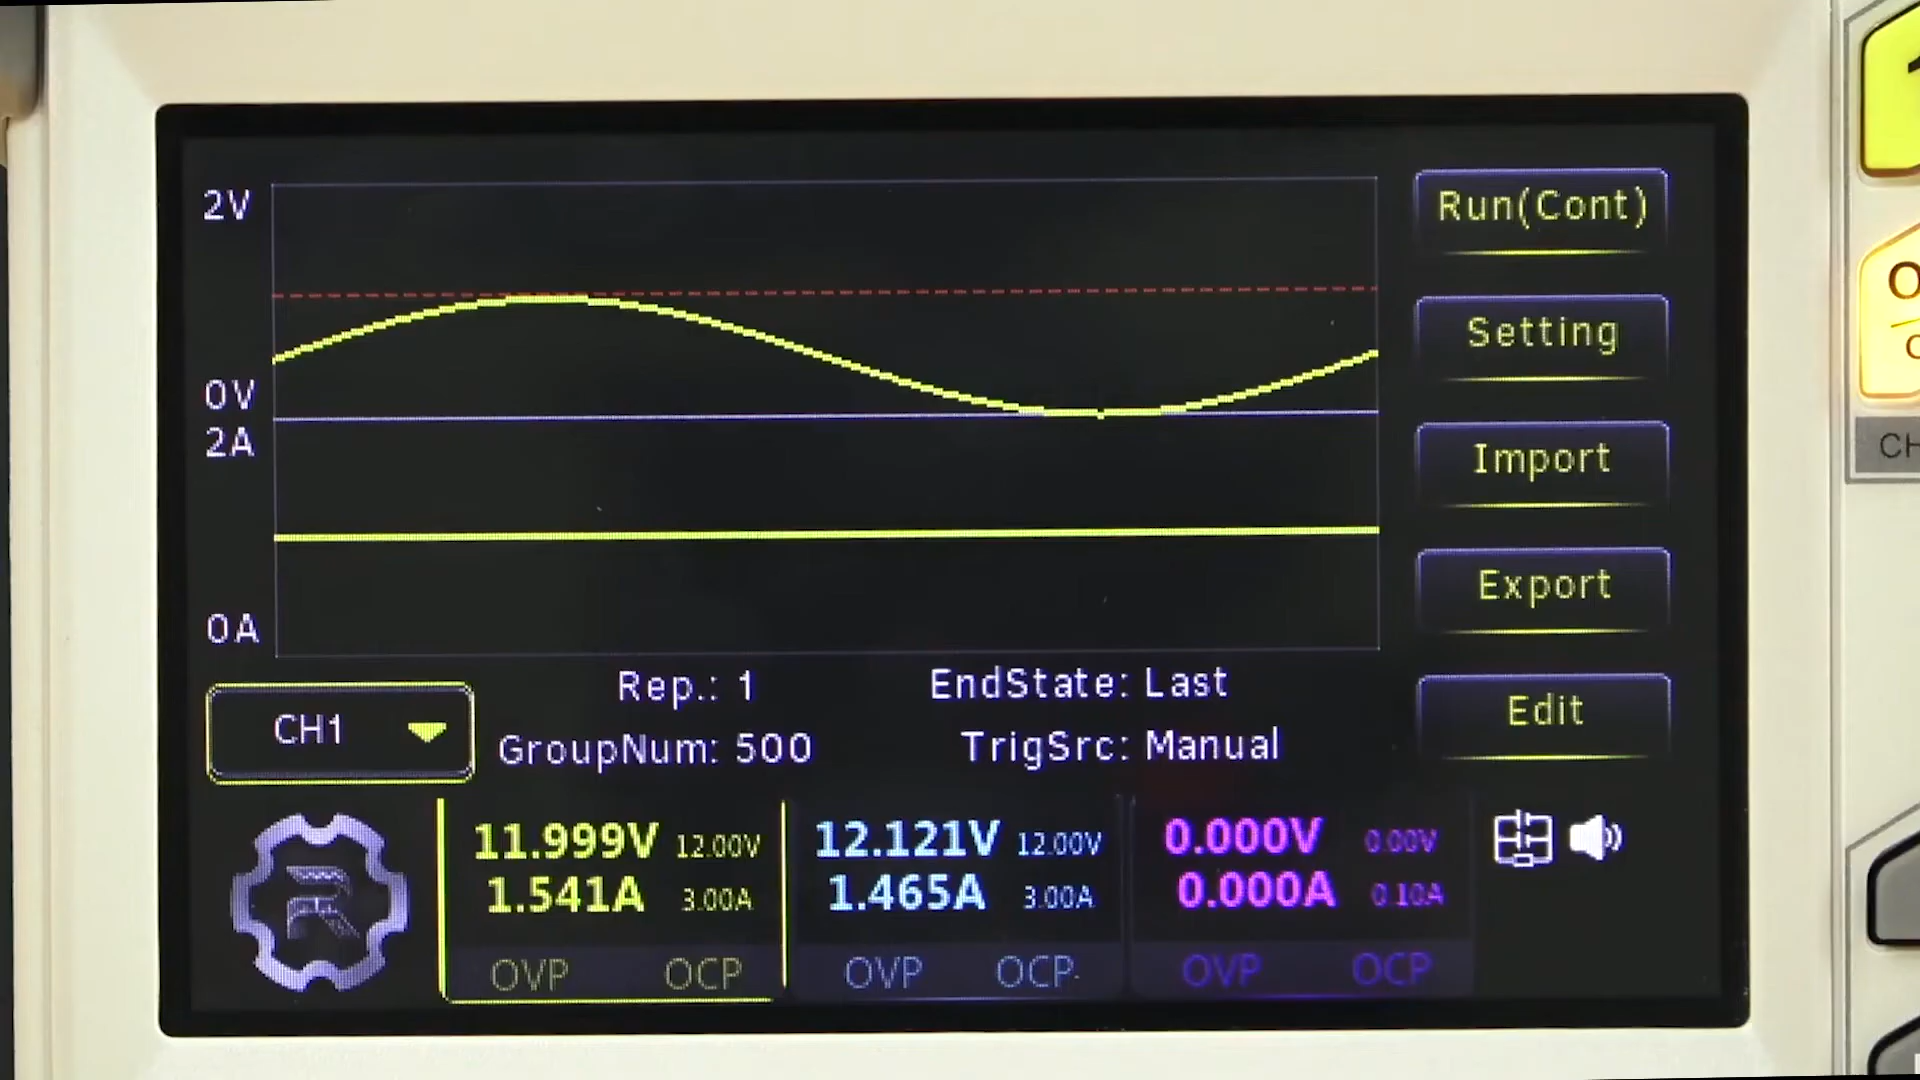 2V
0V
2A
0A
Run(Cont)
Setting
Import
Export
Edit
CH1
Rep.: 1
EndState: Last
GroupNum: 500
TrigSrc: Manual
11.999V 12.00V
1.541A 3.00A
OVP OCP
12.121V 12.00V
1.465A 3.00A
OVP OCP
0.000V 0.00V
0.000A 0.10A
OVP OCP
R
1
CH